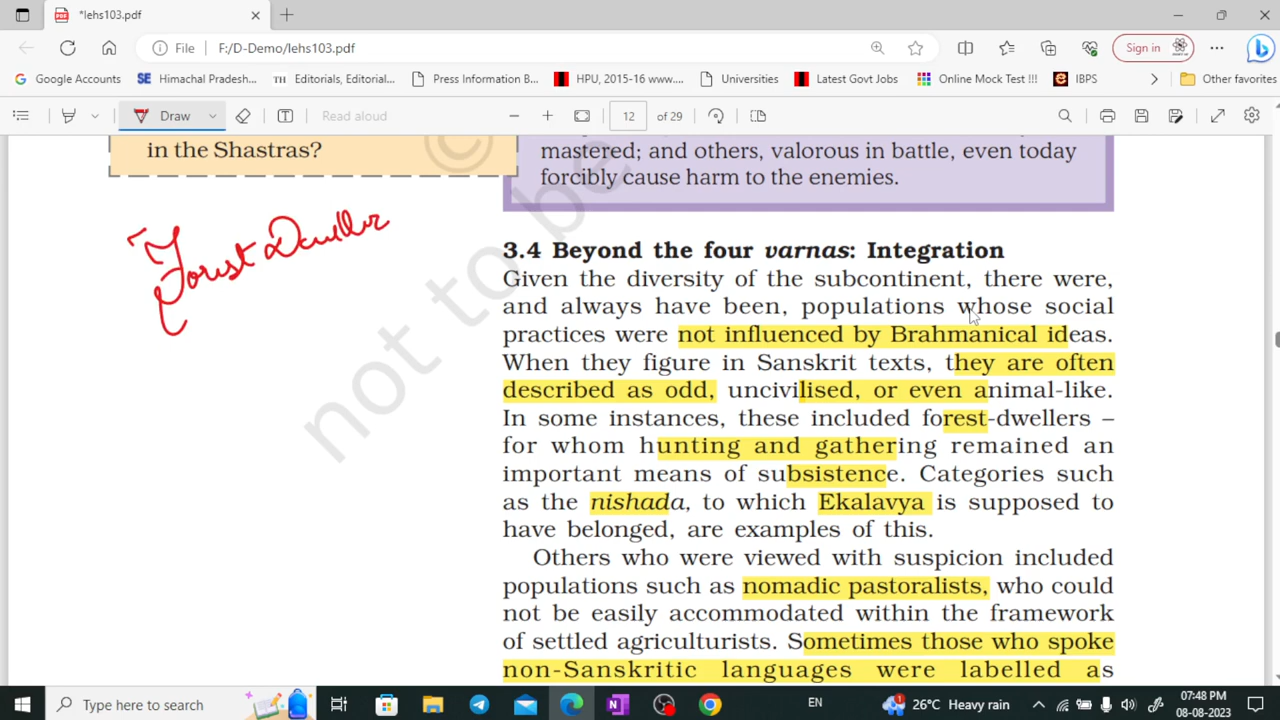 *lehs103.pdf
File F:/D-Demo/lehs103.pdf Sign in
Google Accounts Himachal Pradesh... Editorials, Editorial... Press Information B... HPU, 2015-16 www.... Universities Latest Govt Jobs Online Mock Test !!! IBPS Other favorites
Draw Read aloud 12 of 29
in the Shastras?
mastered; and others, valorous in battle, even today
forcibly cause harm to the enemies.
Forest Dweller
not to be
©
3.4 Beyond the four varnas: Integration
Given the diversity of the subcontinent, there were,
and always have been, populations whose social
practices were not influenced by Brahmanical ideas.
When they figure in Sanskrit texts, they are often
described as odd, uncivilised, or even animal-like.
In some instances, these included forest-dwellers –
for whom hunting and gathering remained an
important means of subsistence. Categories such
as the nishada, to which Ekalavya is supposed to
have belonged, are examples of this.
Others who were viewed with suspicion included
populations such as nomadic pastoralists, who could
not be easily accommodated within the framework
of settled agriculturists. Sometimes those who spoke
non-Sanskritic languages were labelled as
Type here to search EN 26°C Heavy rain 07:48 PM
08-08-2023